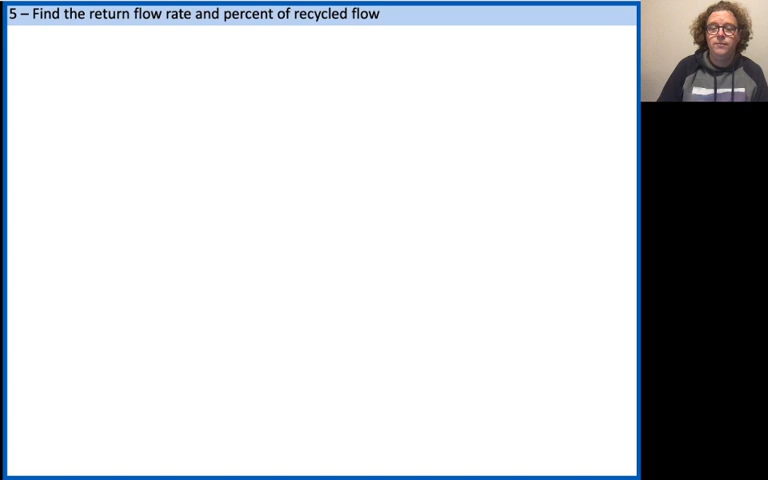 5 – Find the return flow rate and percent of recycled flow